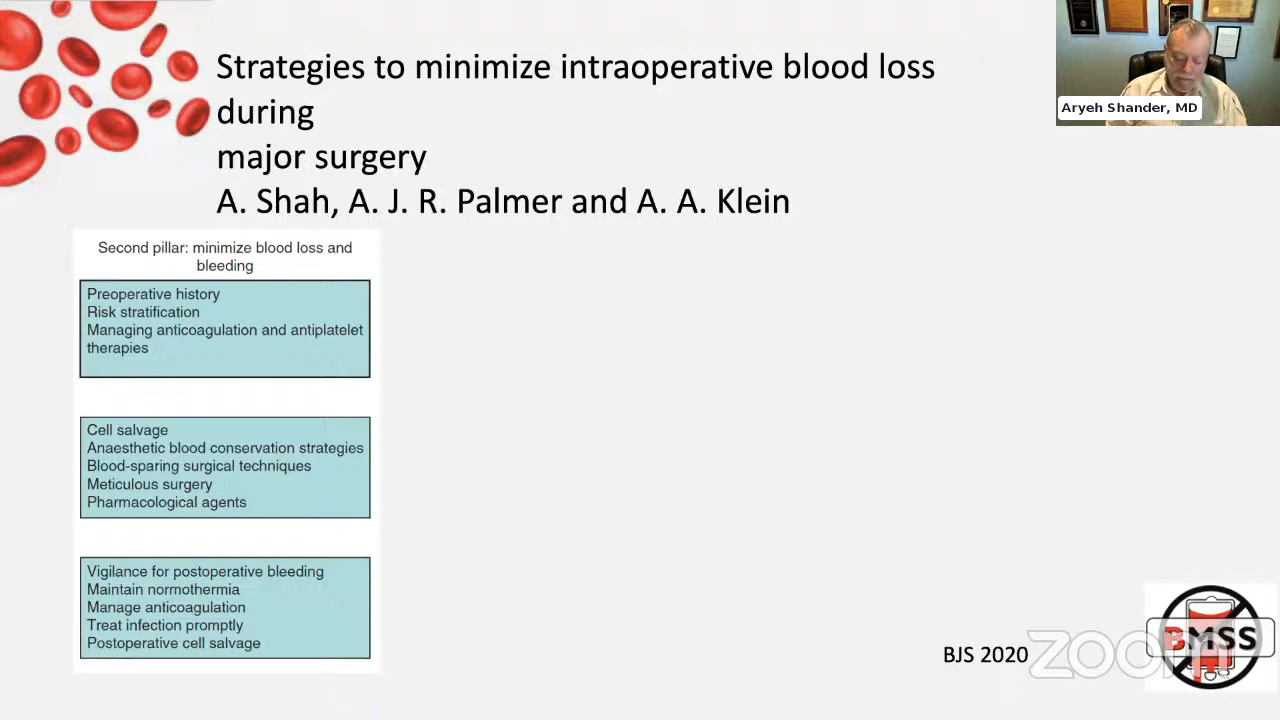 Strategies to minimize intraoperative blood loss
during
major surgery
A. Shah, A. J. R. Palmer and A. A. Klein
Aryeh Shander, MD
Second pillar: minimize blood loss and
bleeding
Preoperative history
Risk stratification
Managing anticoagulation and antiplatelet
therapies
Cell salvage
Anaesthetic blood conservation strategies
Blood-sparing surgical techniques
Meticulous surgery
Pharmacological agents
Vigilance for postoperative bleeding
Maintain normothermia
Manage anticoagulation
Treat infection promptly
Postoperative cell salvage
BJS 2020
zoom
BMSS